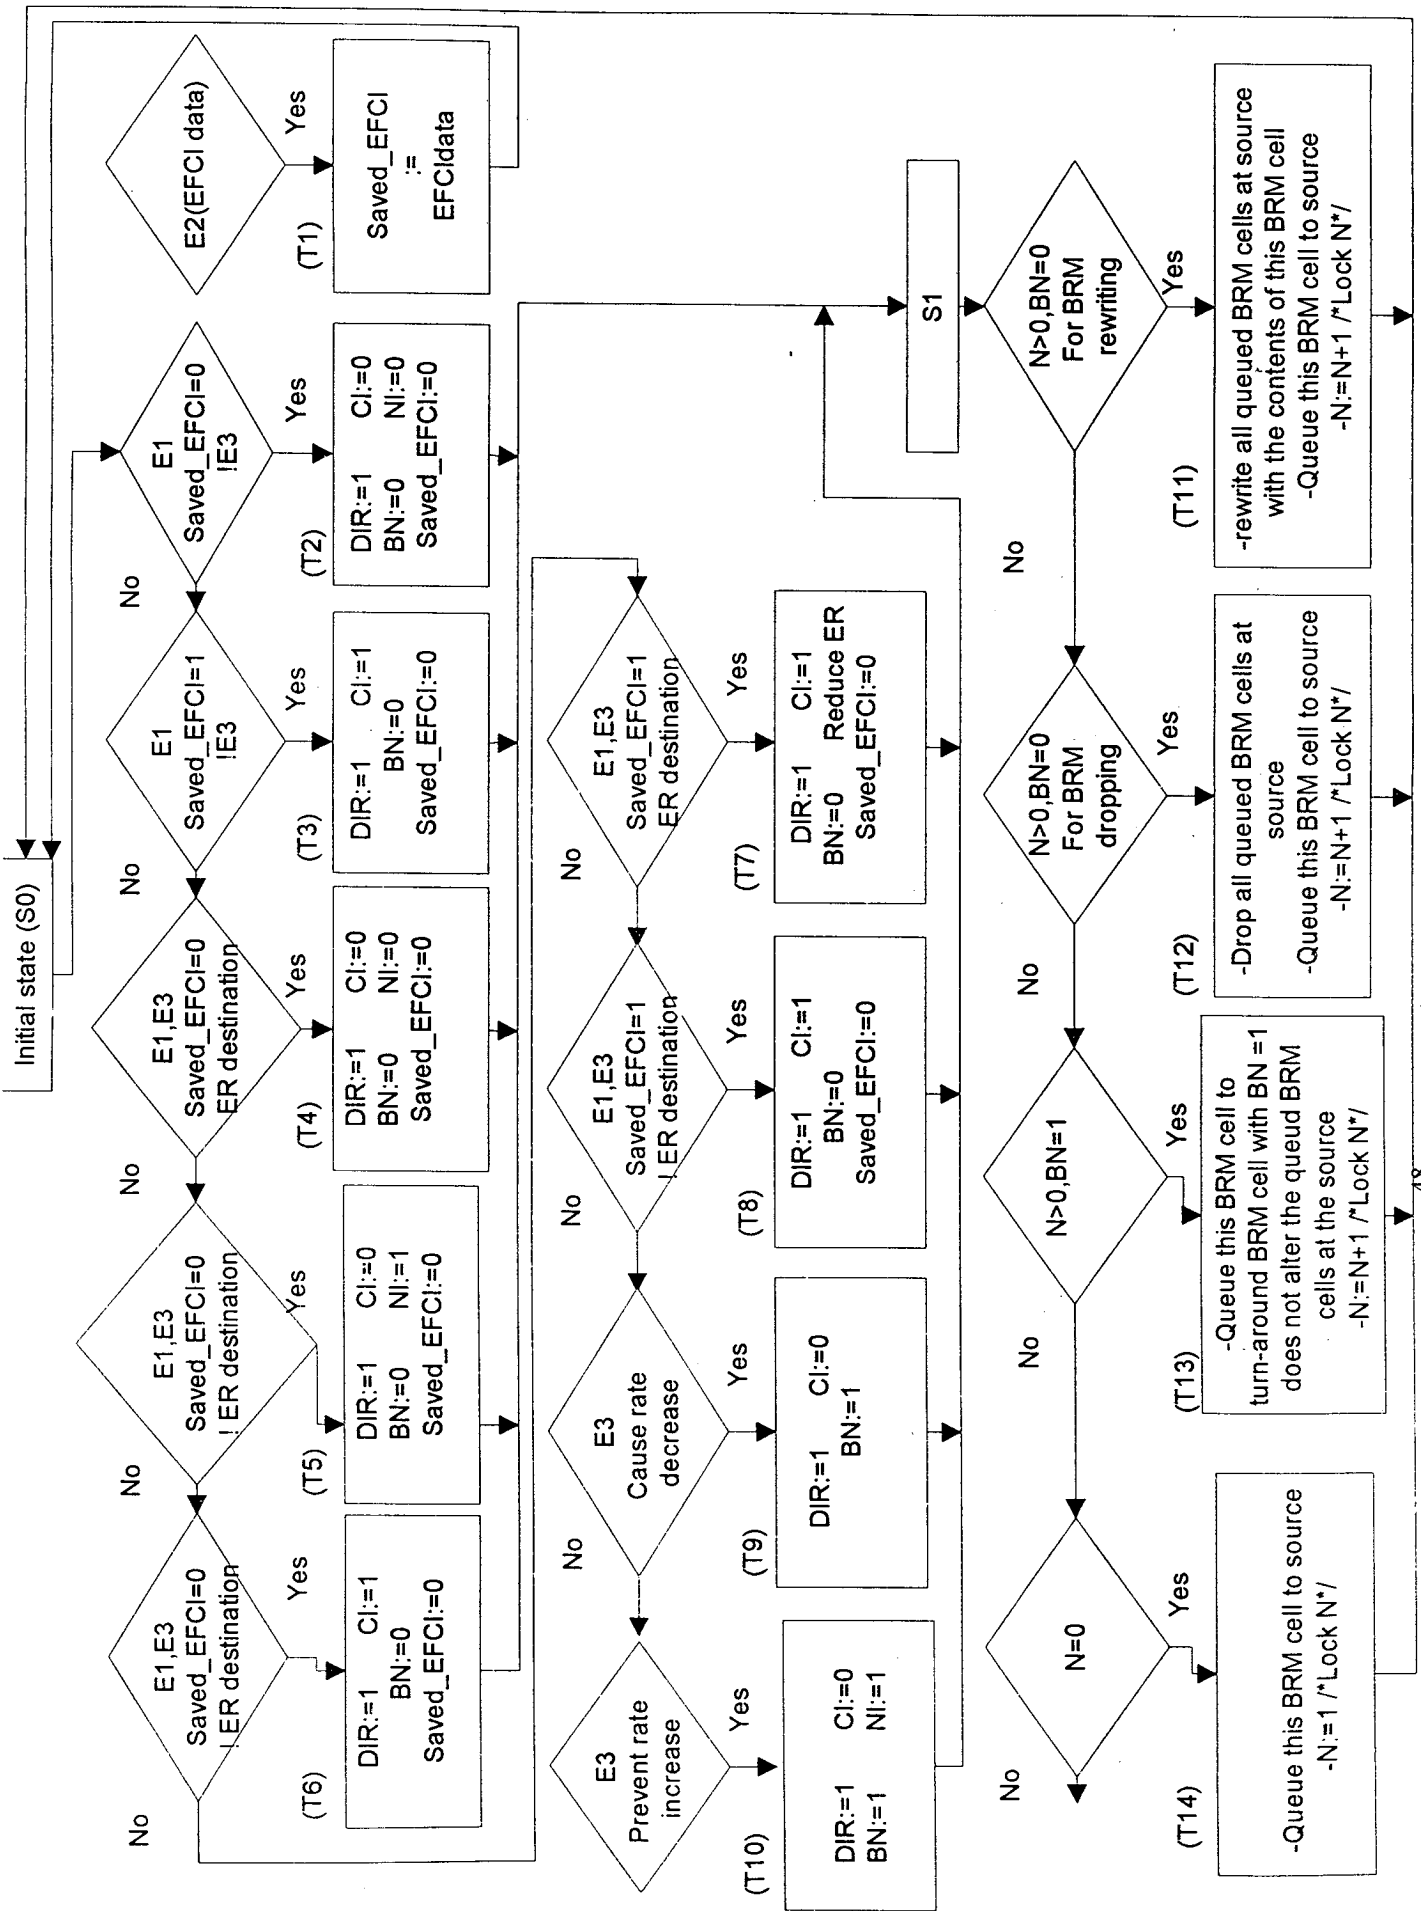 Initial state (S0)
E2(EFCI data)
Yes
(T1)
Saved_EFCI
:=
EFCIdata
E1
Saved_EFCI=0
!E3
No
Yes
(T2)
DIR:=1 CI:=0
BN:=0 NI:=0
Saved_EFCI:=0
E1
Saved_EFCI=1
!E3
No
Yes
(T3)
DIR:=1 CI:=1
BN:=0
Saved_EFCI:=0
E1,E3
Saved_EFCI=0
ER destination
No
Yes
(T4)
DIR:=1 CI:=0
BN:=0 NI:=0
Saved_EFCI:=0
E1,E3
Saved_EFCI=0
! ER destination
No
Yes
(T5)
DIR:=1 CI:=0
BN:=0 NI:=1
Saved_EFCI:=0
E1,E3
Saved_EFCI=0
! ER destination
No
Yes
(T6)
DIR:=1 CI:=1
BN:=0
Saved_EFCI:=0
E1,E3
Saved_EFCI=1
ER destination
No
Yes
(T7)
DIR:=1 CI:=1
BN:=0 Reduce ER
Saved_EFCI:=0
E1,E3
Saved_EFCI=1
! ER destination
No
Yes
(T8)
DIR:=1 CI:=1
BN:=0
Saved_EFCI:=0
E3
Cause rate
decrease
No
Yes
(T9)
DIR:=1 CI:=0
BN:=1
E3
Prevent rate
increase
Yes
(T10)
DIR:=1 CI:=0
BN:=1 NI:=1
S1
N>0,BN=0
For BRM
rewriting
No
Yes
(T11)
-rewrite all queued BRM cells at source
with the contents of this BRM cell
-Queue this BRM cell to source
-N:=N+1 /*Lock N*/
N>0,BN=0
For BRM
dropping
No
Yes
(T12)
-Drop all queued BRM cells at
source
-Queue this BRM cell to source
-N:=N+1 /*Lock N*/
N>0,BN=1
No
Yes
(T13)
-Queue this BRM cell to
turn-around BRM cell with BN =1
does not alter the queud BRM
cells at the source
-N:=N+1 /*Lock N*/
N=0
No
Yes
(T14)
-Queue this BRM cell to source
-N:=1 /*Lock N*/
48